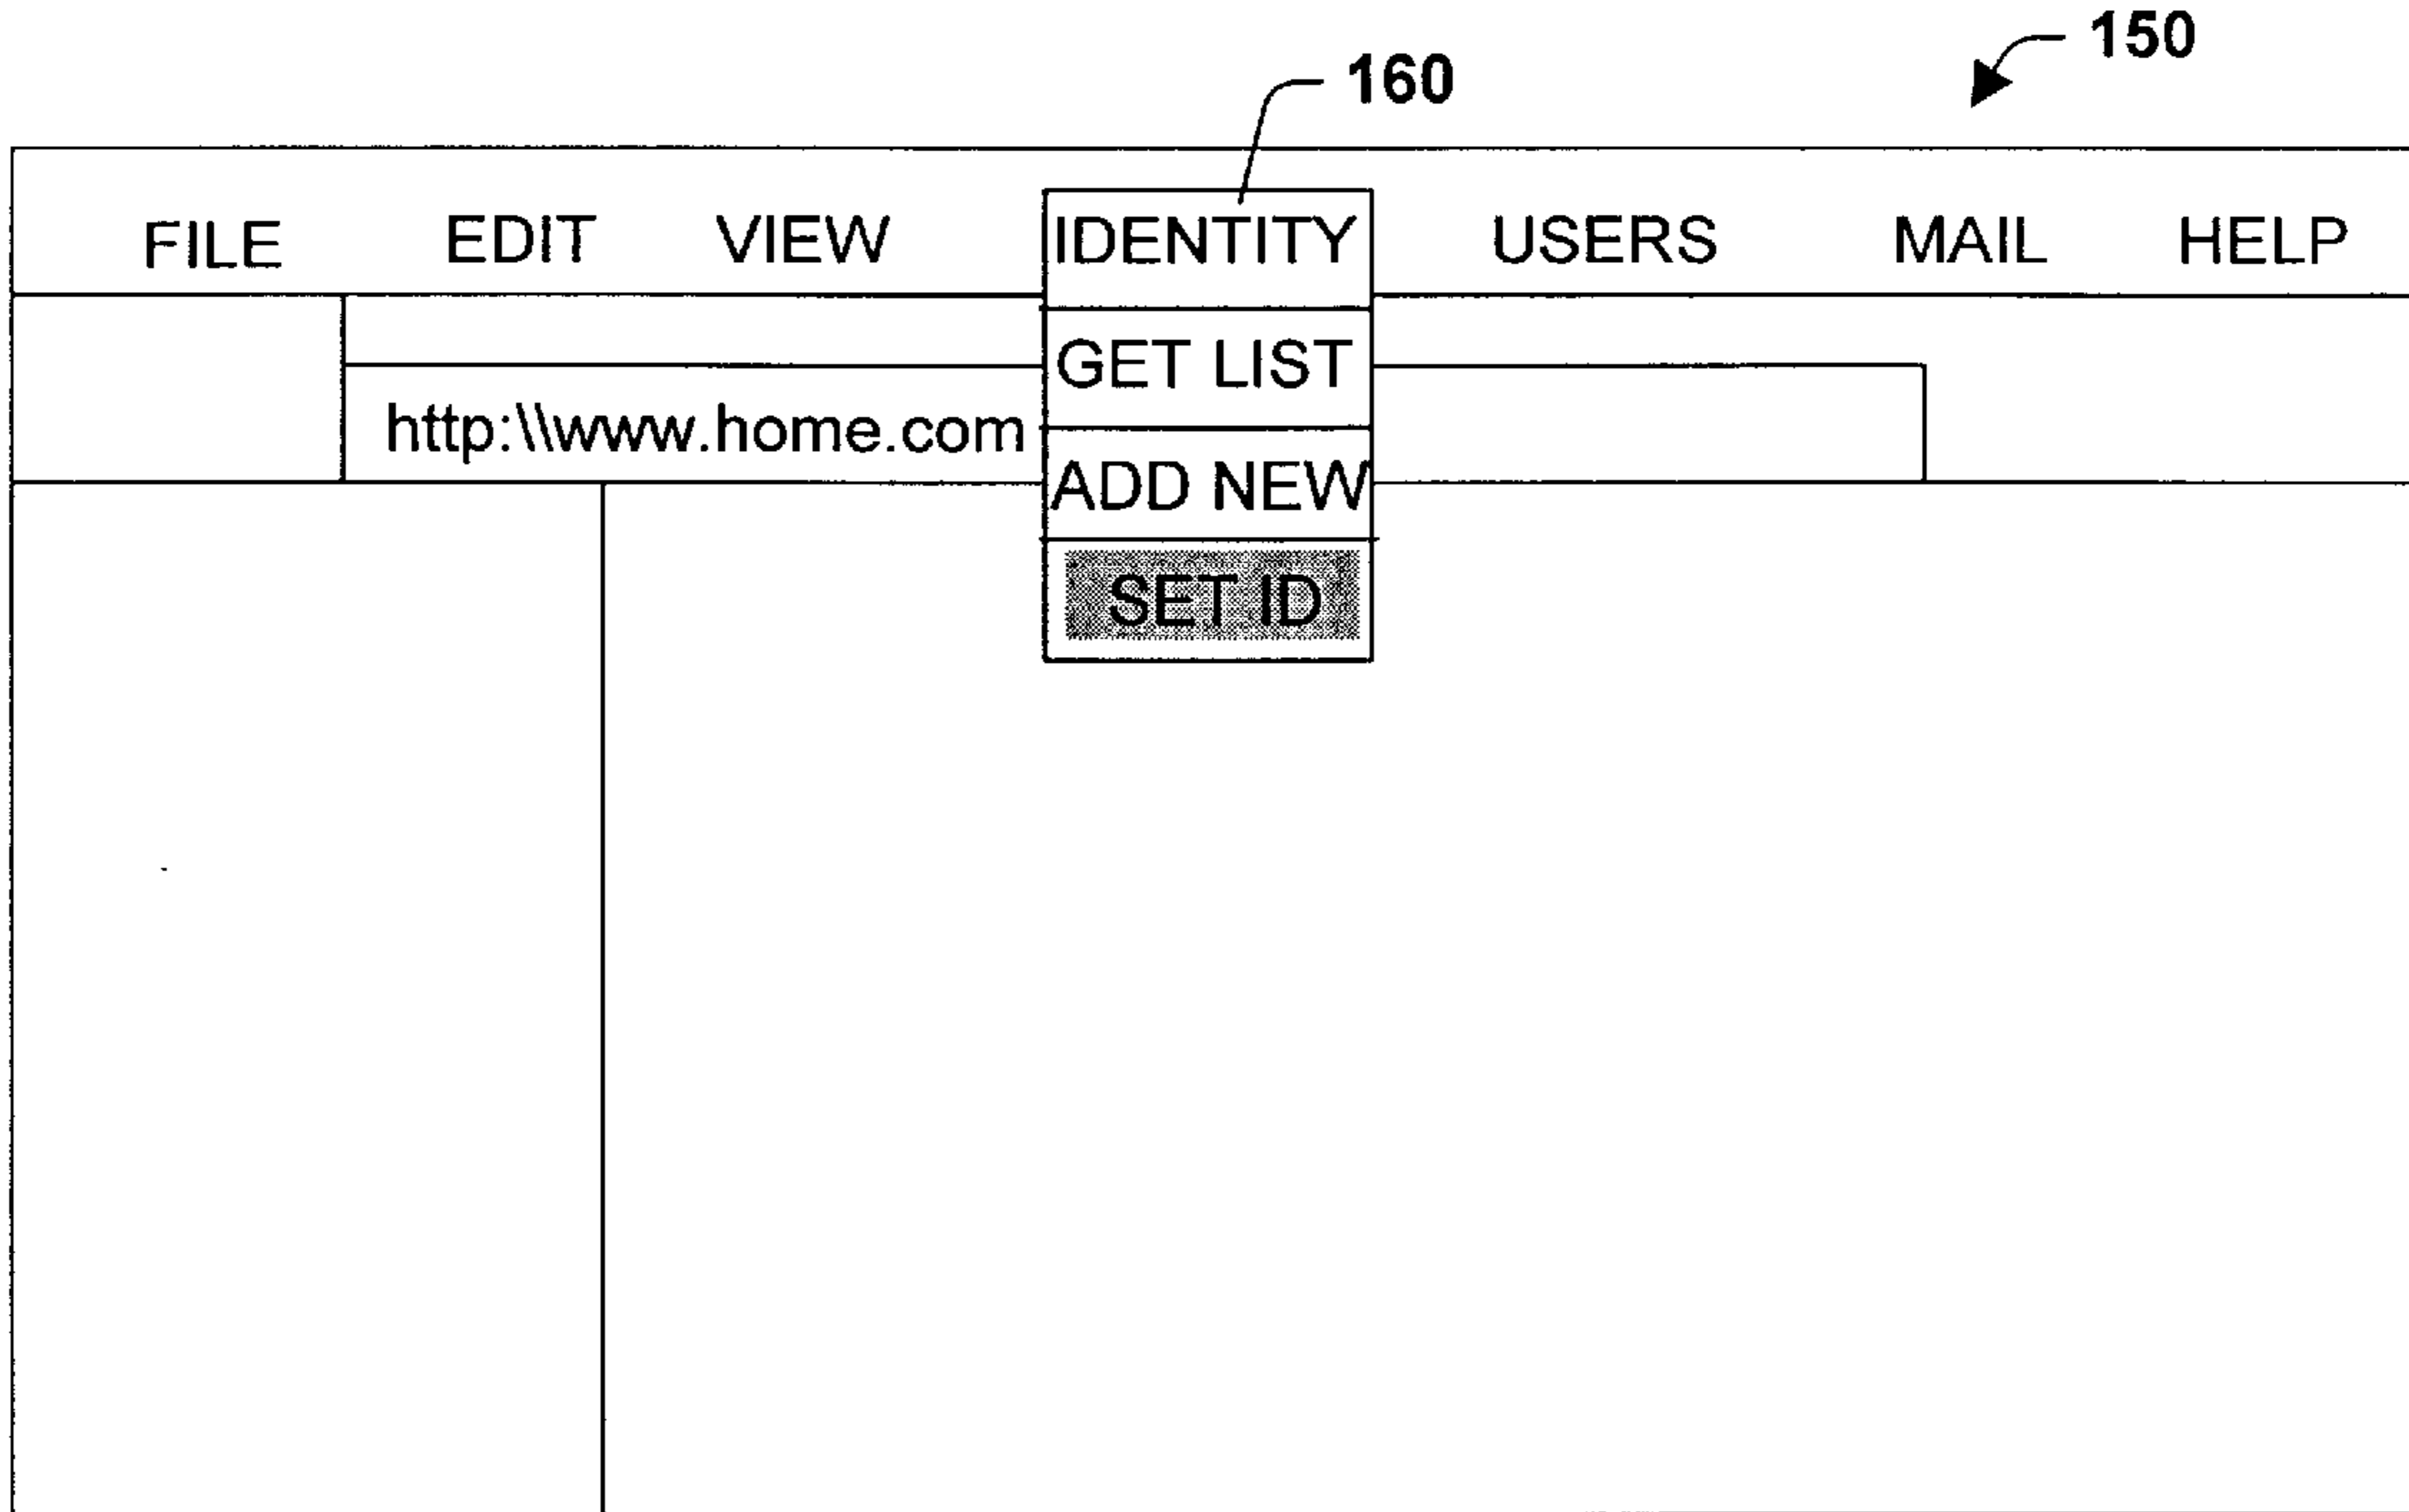 150
160
FILE EDIT VIEW IDENTITY USERS MAIL HELP
GET LIST
http:\\www.home.com
ADD NEW
SET ID